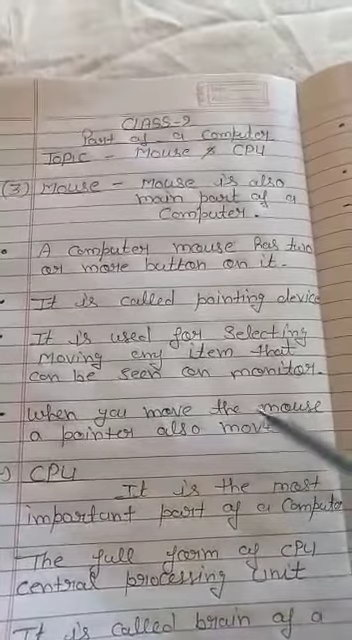 CLASS-2
Part of a Computer
Topic - Mouse & CPU
(3) Mouse - Mouse is also
main part of a
Computer.
• A Computer mouse has two
or more button on it.
• It is called pointing device
• It is used for Selecting
Moving any item that
can be seen on monitor.
• When you move the mouse
a pointer also move
) CPU
It is the most
important part of a Computer
The full form of CPU
central processing Unit
It is called brain of a